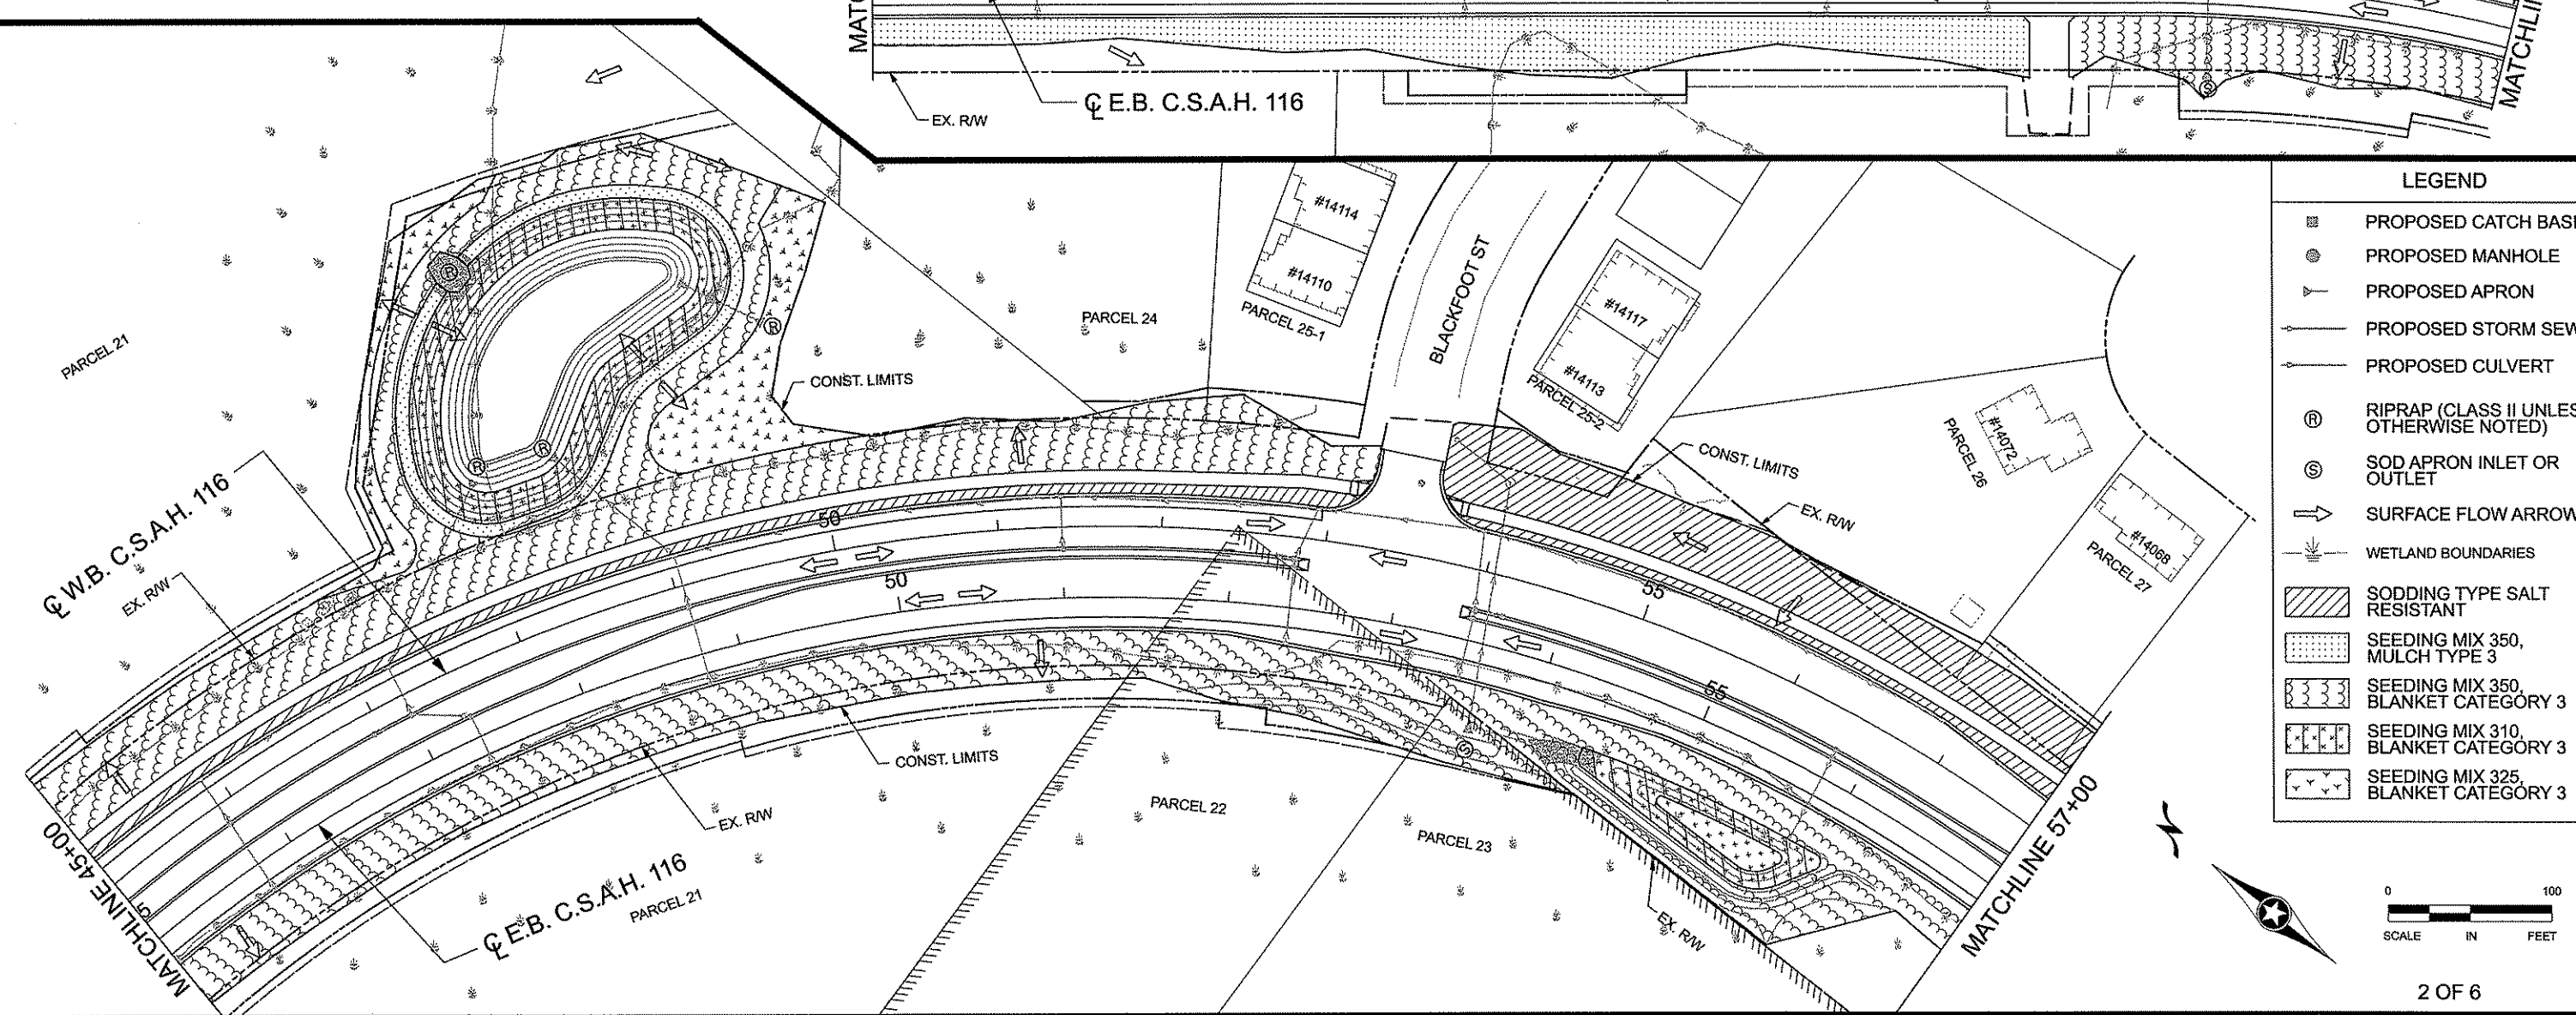 MATC
EX. R/W
℄ E.B. C.S.A.H. 116
S
MATCHLIN
PARCEL 21
R
R
R
R
CONST. LIMITS
PARCEL 24
#14114
#14110
PARCEL 25-1
BLACKFOOT ST
#14117
#14113
PARCEL 25-2
CONST. LIMITS
EX. R/W
PARCEL 26
#14072
#14068
PARCEL 27
℄ W.B. C.S.A.H. 116
EX. R/W
50
50
55
55
MATCHLINE 45+00
5
℄ E.B. C.S.A.H. 116
PARCEL 21
EX. R/W
CONST. LIMITS
PARCEL 22
PARCEL 23
S
EX. R/W
MATCHLINE 57+00
LEGEND
PROPOSED CATCH BASI
PROPOSED MANHOLE
PROPOSED APRON
PROPOSED STORM SEW
PROPOSED CULVERT
R
RIPRAP (CLASS II UNLES
OTHERWISE NOTED)
S
SOD APRON INLET OR
OUTLET
SURFACE FLOW ARROW
WETLAND BOUNDARIES
SODDING TYPE SALT
RESISTANT
SEEDING MIX 350,
MULCH TYPE 3
SEEDING MIX 350,
BLANKET CATEGORY 3
SEEDING MIX 310,
BLANKET CATEGORY 3
SEEDING MIX 325,
BLANKET CATEGORY 3
0 100
SCALE IN FEET
2 OF 6